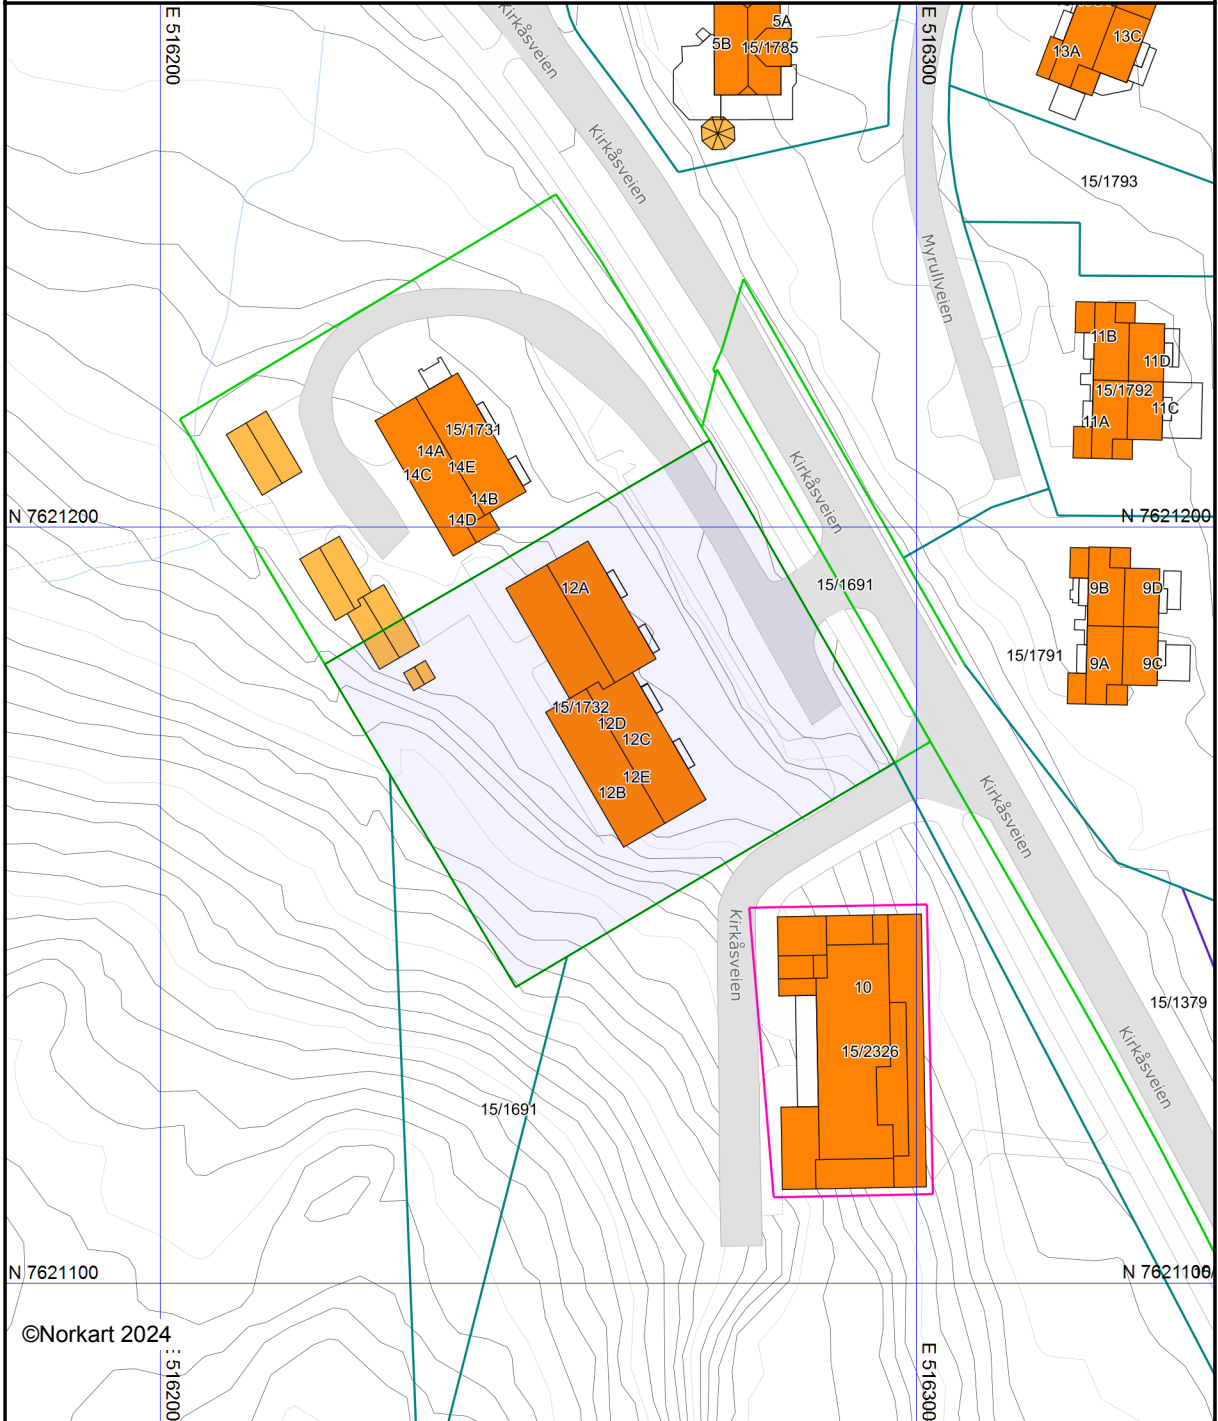 E 516200
Kirkåsveien
5A
5B
15/1785
E 516300
13A
13C
Kirkåsveien
15/1793
Myrullveien
11B
11D
15/1792
11C
11A
15/1731
14A
14E
14C
14B
14D
Kirkåsveien
N 7621200
N 7621200
12A
15/1691
9B
9D
15/1791
9A
9C
15/1732
12D
12C
12E
12B
Kirkåsveien
Kirkåsveien
10
15/1379
15/2326
Kirkåsveien
15/1691
N 7621100
N 7621100
©Norkart 2024
E 516200
E 516300